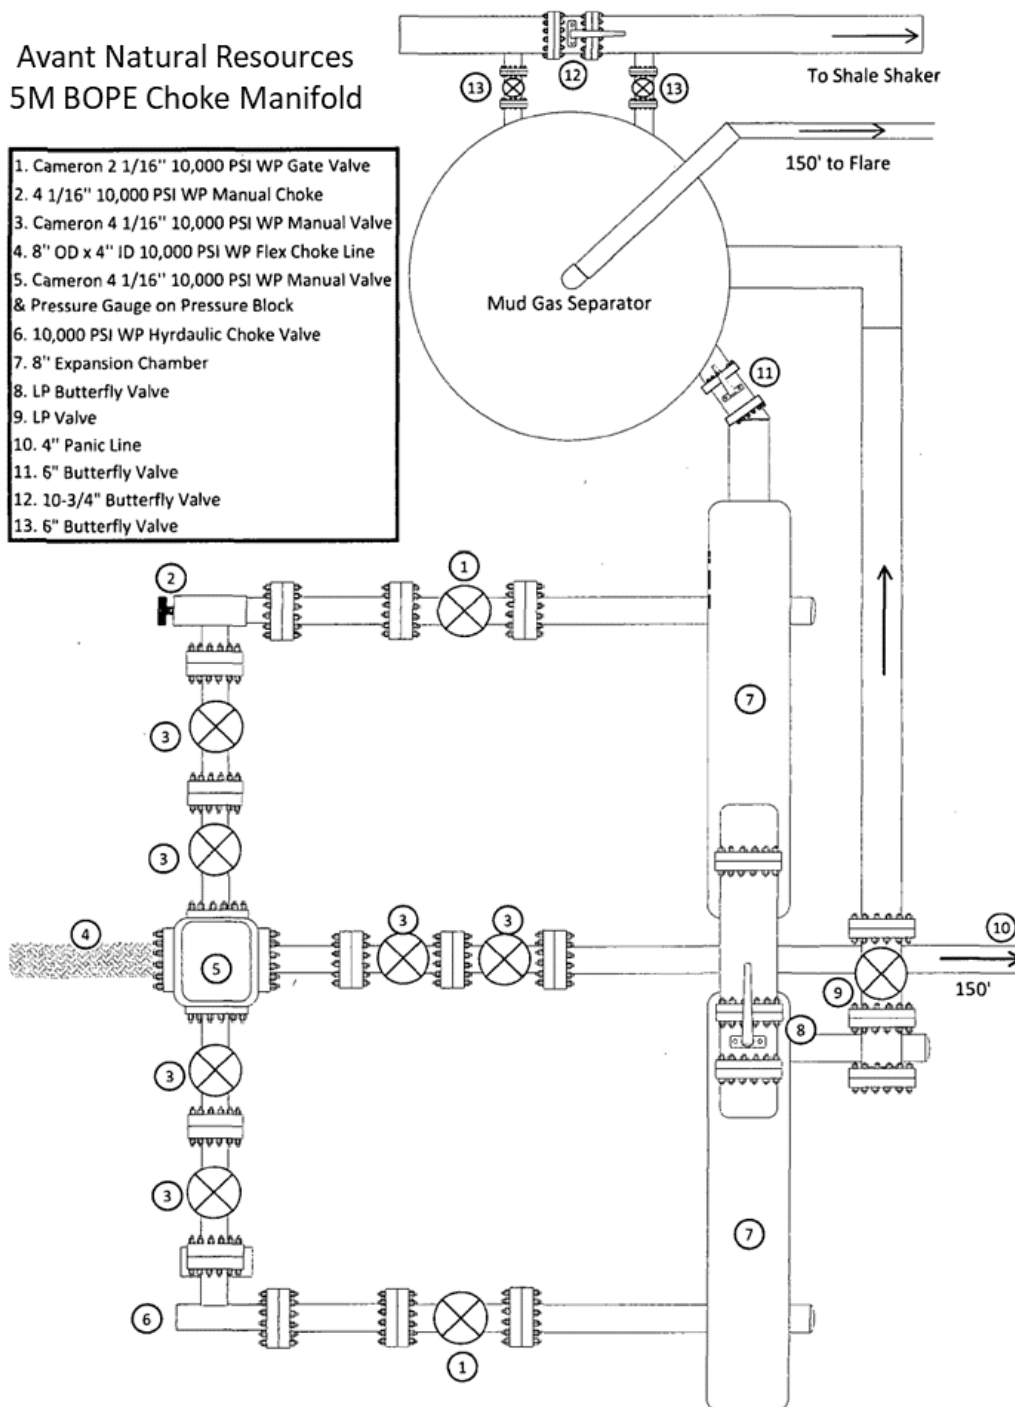 Avant Natural Resources
5M BOPE Choke Manifold
1. Cameron 2 1/16" 10,000 PSI WP Gate Valve
2. 4 1/16" 10,000 PSI WP Manual Choke
3. Cameron 4 1/16" 10,000 PSI WP Manual Valve
4. 8" OD x 4" ID 10,000 PSI WP Flex Choke Line
5. Cameron 4 1/16" 10,000 PSI WP Manual Valve
& Pressure Gauge on Pressure Block
6. 10,000 PSI WP Hyrdaulic Choke Valve
7. 8" Expansion Chamber
8. LP Butterfly Valve
9. LP Valve
10. 4" Panic Line
11. 6" Butterfly Valve
12. 10-3/4" Butterfly Valve
13. 6" Butterfly Valve
12
13
13
To Shale Shaker
150' to Flare
Mud Gas Separator
11
1
2
7
3
3
4
5
3
3
10
150'
9
8
3
3
7
6
1